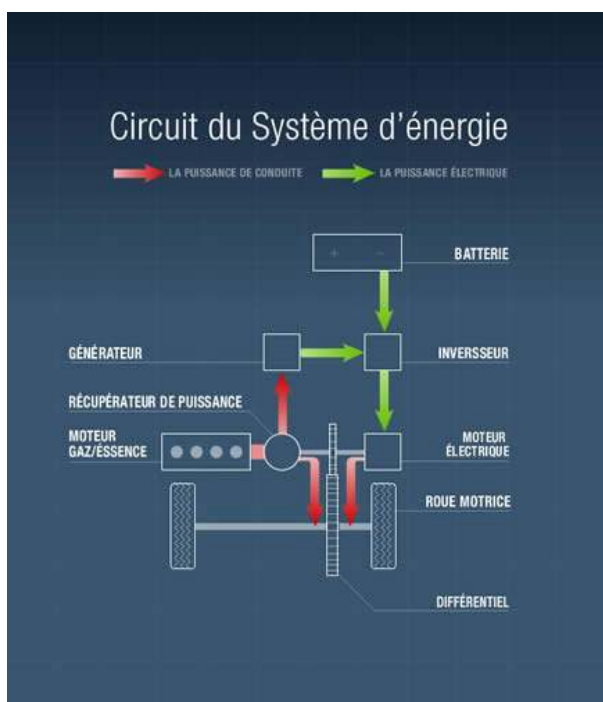 Circuit du Système d'énergie
LA PUISSANCE DE CONDUITE
LA PUISSANCE ÉLECTRIQUE
+ -
BATTERIE
GÉNÉRATEUR
INVERSSEUR
RÉCUPÉRATEUR DE PUISSANCE
MOTEUR
GAZ/ÉSSENCE
MOTEUR
ÉLECTRIQUE
ROUE MOTRICE
DIFFÉRENTIEL